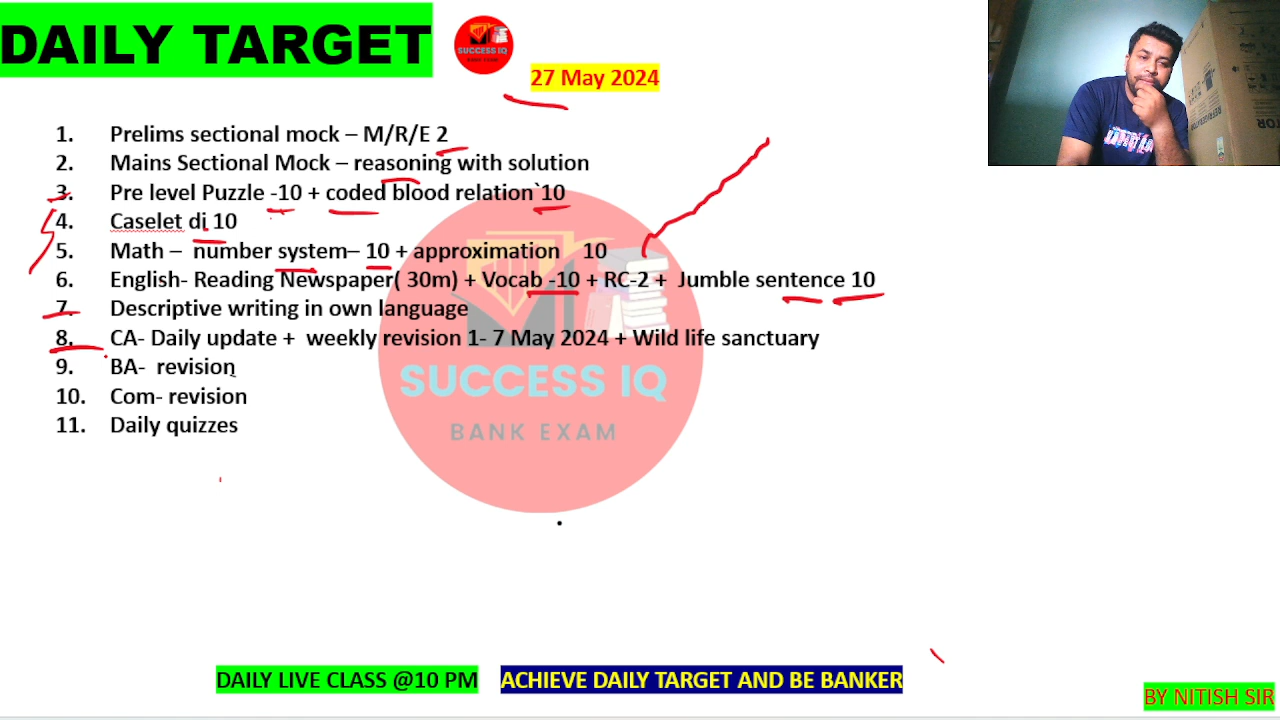 DAILY TARGET
SUCCESS IQ
BANK EXAM
27 May 2024
1. Prelims sectional mock – M/R/E 2
2. Mains Sectional Mock – reasoning with solution
3. Pre level Puzzle -10 + coded blood relation`10
4. Caselet di 10
5. Math – number system– 10 + approximation 10
6. English- Reading Newspaper( 30m) + Vocab -10 + RC-2 + Jumble sentence 10
7. Descriptive writing in own language
8. CA- Daily update + weekly revision 1- 7 May 2024 + Wild life sanctuary
9. BA- revision
10. Com- revision
11. Daily quizzes
SUCCESS IQ
BANK EXAM
DAILY LIVE CLASS @10 PM ACHIEVE DAILY TARGET AND BE BANKER
BY NITISH SIR
REFRIGERATOR